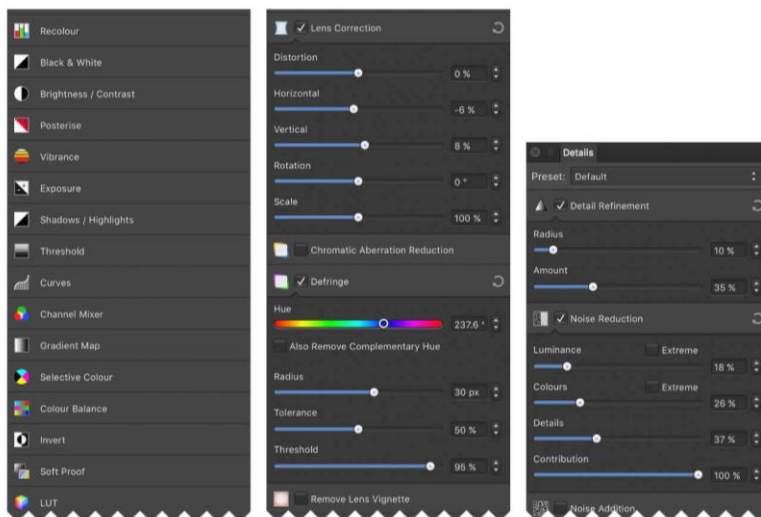 Recolour
Black & White
Brightness / Contrast
Posterise
Vibrance
Exposure
Shadows / Highlights
Threshold
Curves
Channel Mixer
Gradient Map
Selective Colour
Colour Balance
Invert
Soft Proof
LUT
Lens Correction
Distortion
0 %
Horizontal
-6 %
Vertical
8 %
Rotation
0 °
Scale
100 %
Chromatic Aberration Reduction
Defringe
Hue
237.6 °
Also Remove Complementary Hue
Radius
30 px
Tolerance
50 %
Threshold
95 %
Remove Lens Vignette
Details
Preset: Default
Detail Refinement
Radius
10 %
Amount
35 %
Noise Reduction
Luminance Extreme
18 %
Colours Extreme
26 %
Details
37 %
Contribution
100 %
Noise Addition